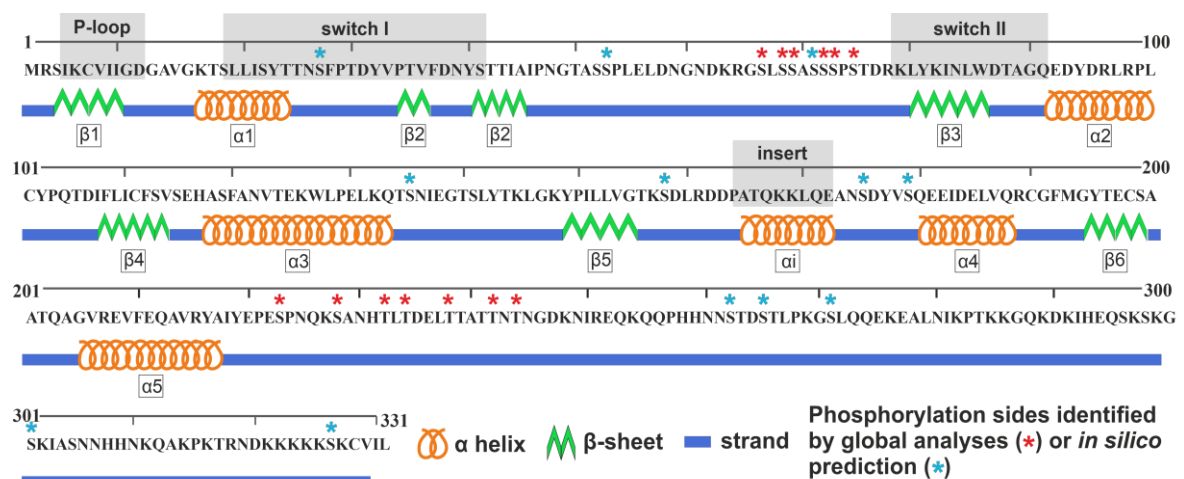 P-loop switch I switch II
1 * * * * * * * * * 100
MRSIKCVIIGDGAVGKTSLLISYTTNSFPTDYVPTVFDNYSTTIAIPNGTASSPLELDNGNDKRGSLSSASSSPSTDRKLYKINLWDTAGQEDYDRLRPL
β1 α1 β2 β2 β3 α2
insert
101 * * * * 200
CYPQTDIFLICFSVSEHASFANVTEKWLPELKQTSNIEGTSLYTKLGKYPILLVGTKSDLRDDPATQKKLQEANSDYVSQEEIDELVQRCGFMGYTECSA
β4 α3 β5 αi α4 β6
201 300
* * * * * * * * * *
ATQAGVREVFEQAVRYAIYEPESPNQKSANHTLTDELTTATTNTNGDKNIREQKQQPHHNNSTDSTLPKGSLQQEKEALNIKPTKKGQKDKIHEQSKSKG
α5
301 331
* *
SKIASNNHHNKQAKPKTRNDKKKKKSKCVIL
α helix β-sheet strand
Phosphorylation sides identified
by global analyses (*) or in silico
prediction (*)